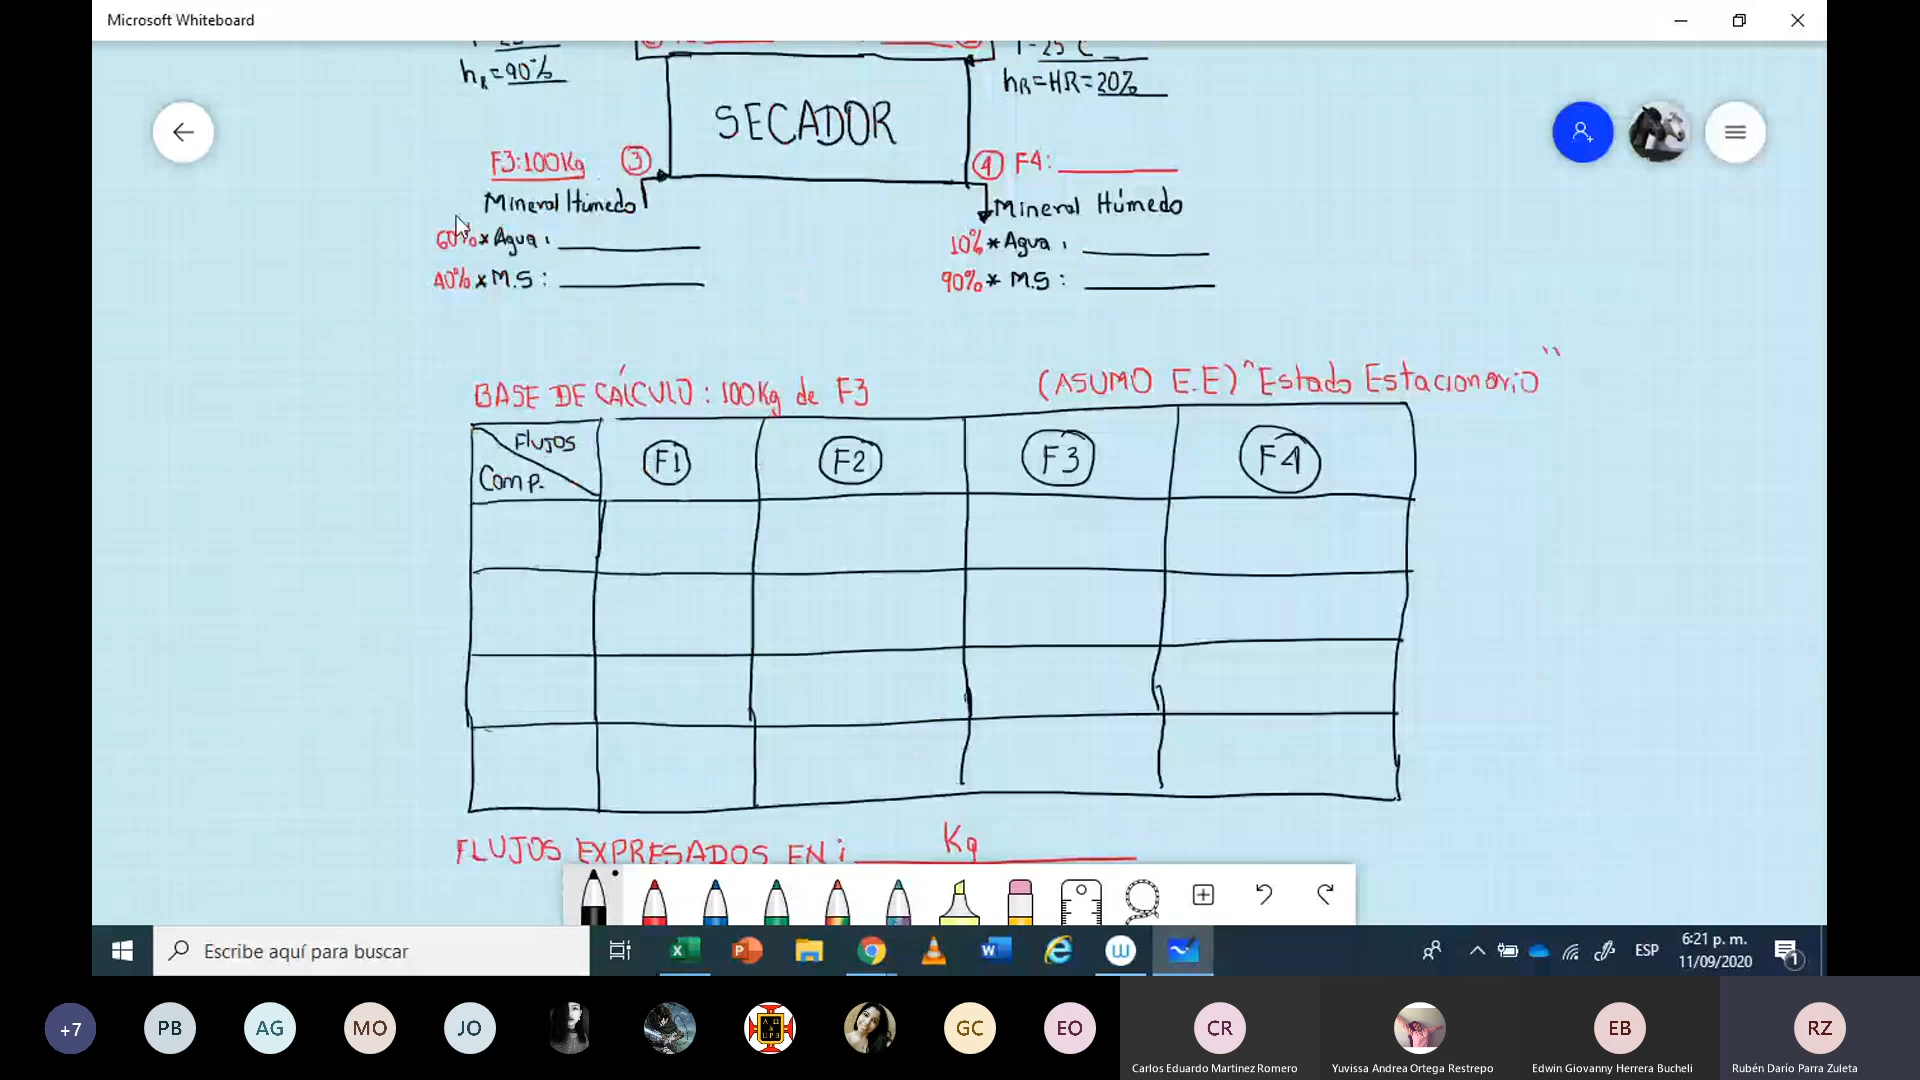 Microsoft Whiteboard
hR=90%
T=25°C
hR=HR=20%
SECADOR
F3:100Kg 3
4 F4:
Mineral Húmedo
Mineral Húmedo
60% * Agua:
10% * Agua:
40% * M.S:
90% * M.S:
BASE DE CÁLCULO: 100Kg de F3
(ASUMO E.E) "Estado Estacionario"
Flujos
Comp.
F1
F2
F3
F4
FLUJOS EXPRESADOS EN: Kg
Escribe aquí para buscar
ESP
6:21 p. m.
11/09/2020
1
+7
PB
AG
MO
JO
GC
EO
CR
EB
RZ
Carlos Eduardo Martinez Romero
Yuvissa Andrea Ortega Restrepo
Edwin Giovanny Herrera Bucheli
Rubén Darío Parra Zuleta